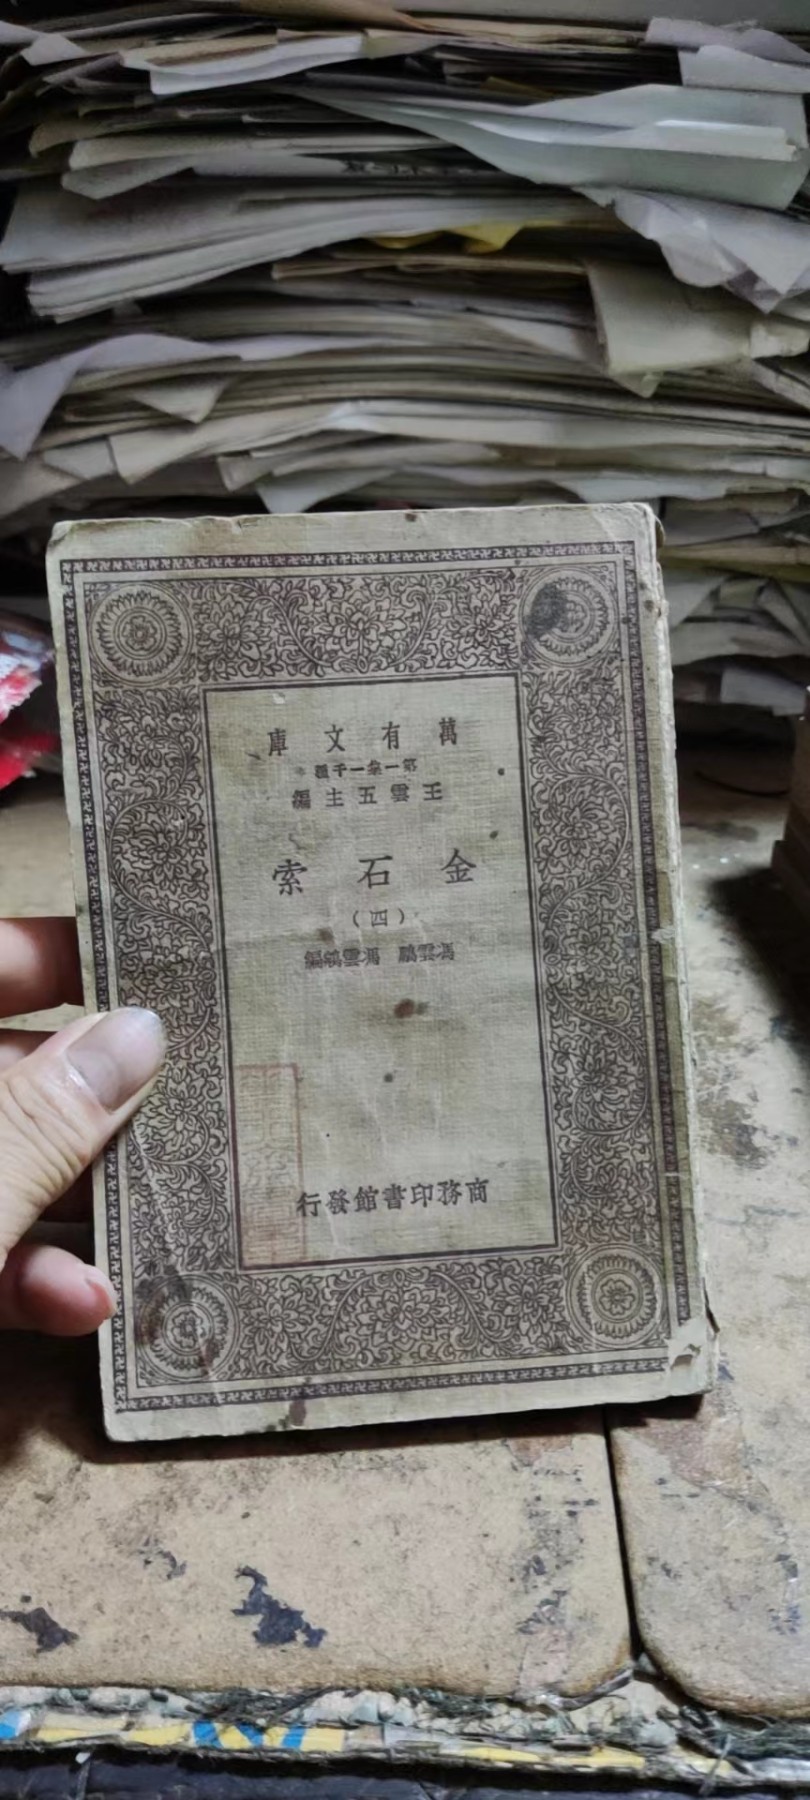 萬有文庫
第一集一千種
王雲五主編
金石索
(四)
馮雲鵬 馮雲鵷編
商務印書館發行